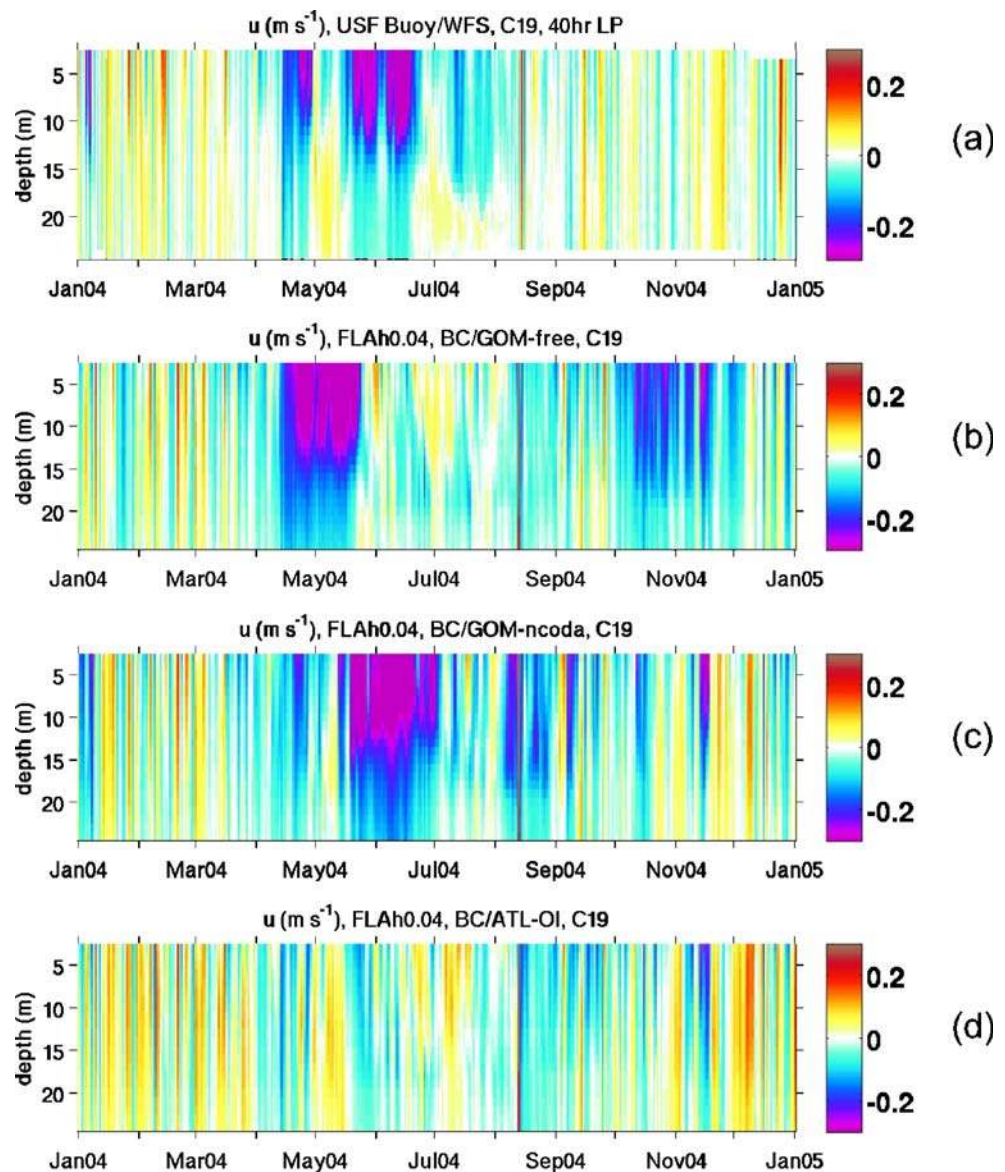 u (m s-1), USF Buoy/WFS, C19, 40hr LP
depth (m)
5
10
15
20
Jan04 Mar04 May04 Jul04 Sep04 Nov04 Jan05
0.2
0
-0.2
(a)
u (m s-1), FLAh0.04, BC/GOM-free, C19
depth (m)
5
10
15
20
Jan04 Mar04 May04 Jul04 Sep04 Nov04 Jan05
0.2
0
-0.2
(b)
u (m s-1), FLAh0.04, BC/GOM-ncoda, C19
depth (m)
5
10
15
20
Jan04 Mar04 May04 Jul04 Sep04 Nov04 Jan05
0.2
0
-0.2
(c)
u (m s-1), FLAh0.04, BC/ATL-OI, C19
depth (m)
5
10
15
20
Jan04 Mar04 May04 Jul04 Sep04 Nov04 Jan05
0.2
0
-0.2
(d)